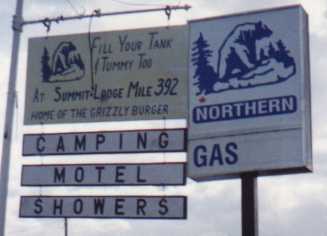 FILL YOUR TANK
& TUMMY TOO
AT SUMMIT LODGE MILE 392
HOME OF THE GRIZZLY BURGER
CAMPING
MOTEL
SHOWERS
NORTHERN
GAS